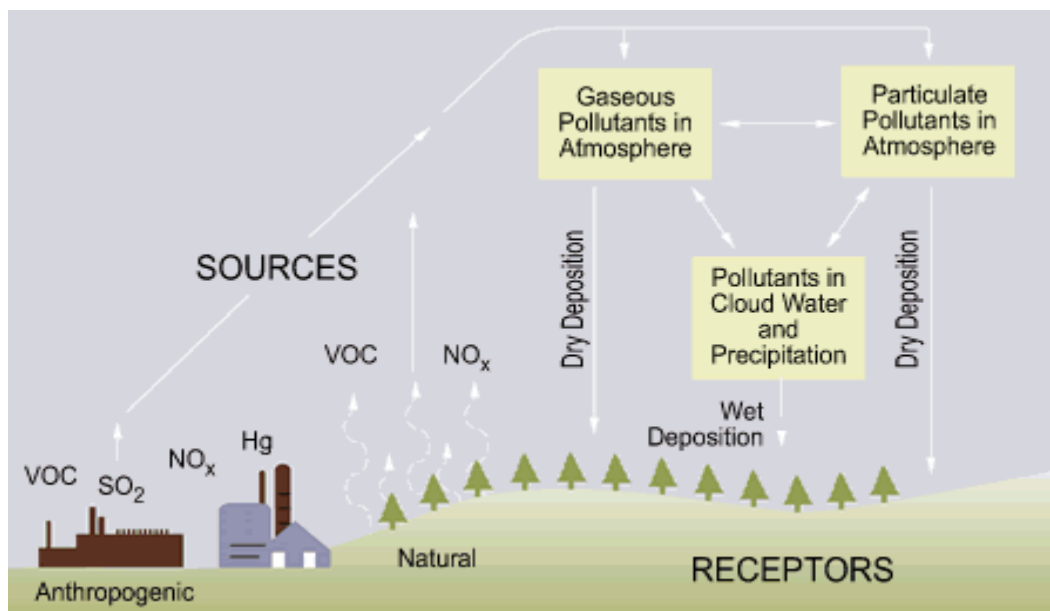 Gaseous
Pollutants in
Atmosphere
Particulate
Pollutants in
Atmosphere
SOURCES
Dry Deposition
Pollutants in
Cloud Water
and
Precipitation
Dry Deposition
VOC
NOx
Wet
Deposition
VOC
SO2
NOx
Hg
Natural
RECEPTORS
Anthropogenic